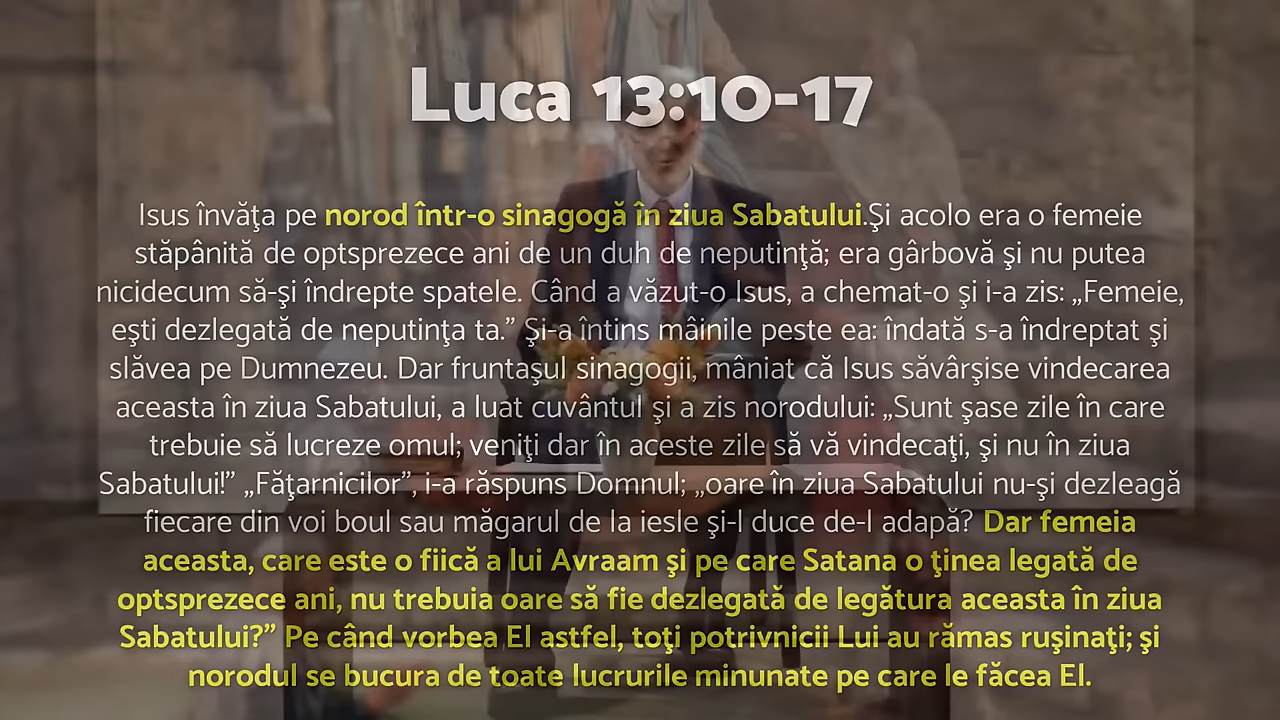 Luca 13:10-17
Isus învăţa pe norod într-o sinagogă în ziua Sabatului.Şi acolo era o femeie
stăpânită de optsprezece ani de un duh de neputinţă; era gârbovă şi nu putea
nicidecum să-şi îndrepte spatele. Când a văzut-o Isus, a chemat-o şi i-a zis: „Femeie,
eşti dezlegată de neputinţa ta.” Şi-a întins mâinile peste ea: îndată s-a îndreptat şi
slăvea pe Dumnezeu. Dar fruntaşul sinagogii, mâniat că Isus săvârşise vindecarea
aceasta în ziua Sabatului, a luat cuvântul şi a zis norodului: „Sunt şase zile în care
trebuie să lucreze omul; veniţi dar în aceste zile să vă vindecaţi, şi nu în ziua
Sabatului!” „Făţarnicilor”, i-a răspuns Domnul; „oare în ziua Sabatului nu-şi dezleagă
fiecare din voi boul sau măgarul de la iesle şi-l duce de-l adapă? Dar femeia
aceasta, care este o fiică a lui Avraam şi pe care Satana o ţinea legată de
optsprezece ani, nu trebuia oare să fie dezlegată de legătura aceasta în ziua
Sabatului?” Pe când vorbea El astfel, toţi potrivnicii Lui au rămas ruşinaţi; şi
norodul se bucura de toate lucrurile minunate pe care le făcea El.